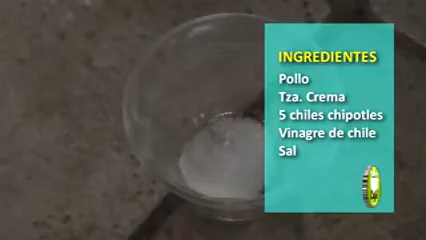 INGREDIENTES
Pollo
Tza. Crema
5 chiles chipotles
Vinagre de chile
Sal